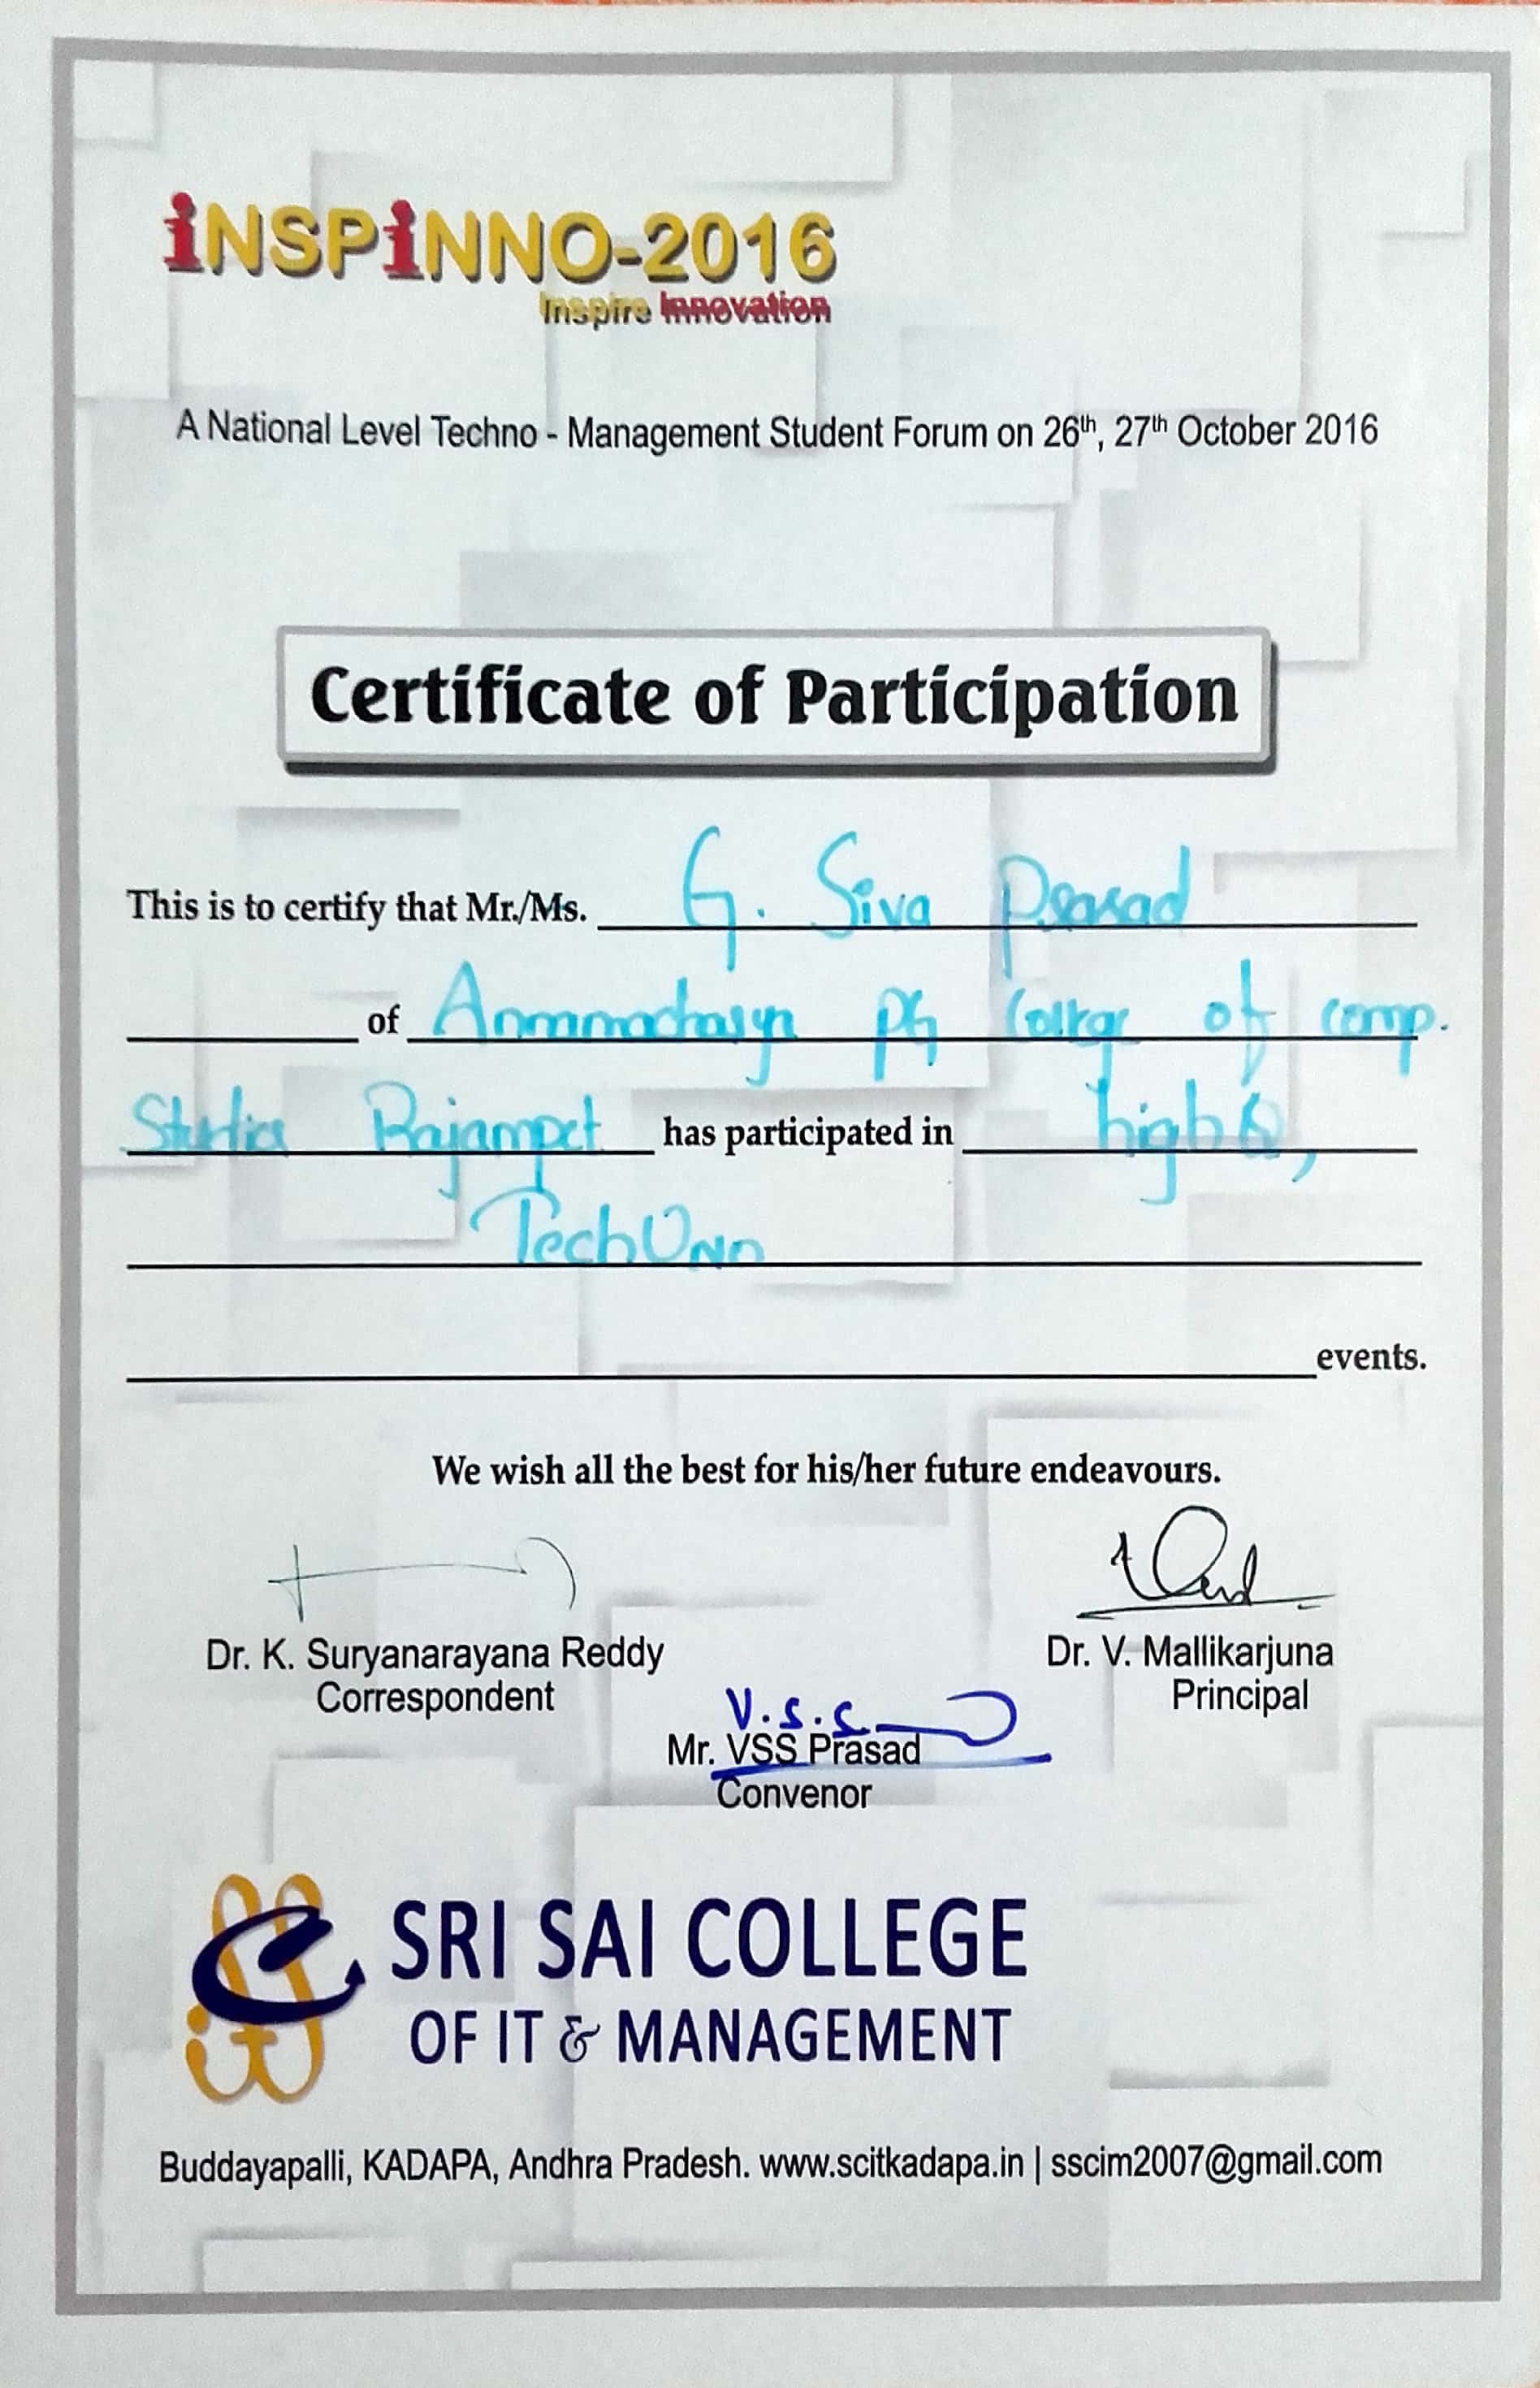 iNSPiNNO-2016
Inspire Innovation
A National Level Techno - Management Student Forum on 26th, 27th October 2016
Certificate of Participation
This is to certify that Mr./Ms. G. Siva Prasad
of Annamacharya PG College of comp.
Studies Rajampet has participated in
TechUno
events.
We wish all the best for his/her future endeavours.
Dr. K. Suryanarayana Reddy
Correspondent
Dr. V. Mallikarjuna
Principal
V.S.S
Mr. VSS Prasad
Convenor
SRI SAI COLLEGE
OF IT & MANAGEMENT
Buddayapalli, KADAPA, Andhra Pradesh. www.scitkadapa.in | sscim2007@gmail.com